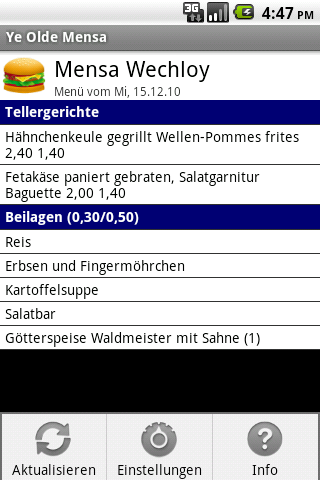 3G 4:47 PM
Ye Olde Mensa
Mensa Wechloy
Menü vom Mi, 15.12.10
Tellergerichte
Hähnchenkeule gegrillt Wellen-Pommes frites
2,40 1,40
Fetakäse paniert gebraten, Salatgarnitur
Baguette 2,00 1,40
Beilagen (0,30/0,50)
Reis
Erbsen und Fingermöhrchen
Kartoffelsuppe
Salatbar
Götterspeise Waldmeister mit Sahne (1)
Aktualisieren Einstellungen Info